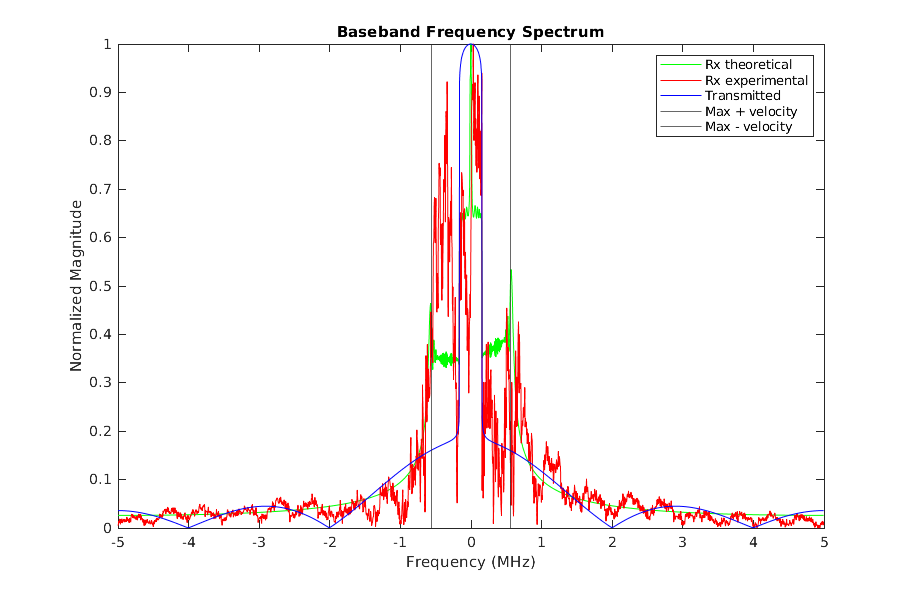 Baseband Frequency Spectrum
Normalized Magnitude
1
0.9
0.8
0.7
0.6
0.5
0.4
0.3
0.2
0.1
0
Rx theoretical
Rx experimental
Transmitted
Max + velocity
Max - velocity
-5 -4 -3 -2 -1 0 1 2 3 4 5
Frequency (MHz)